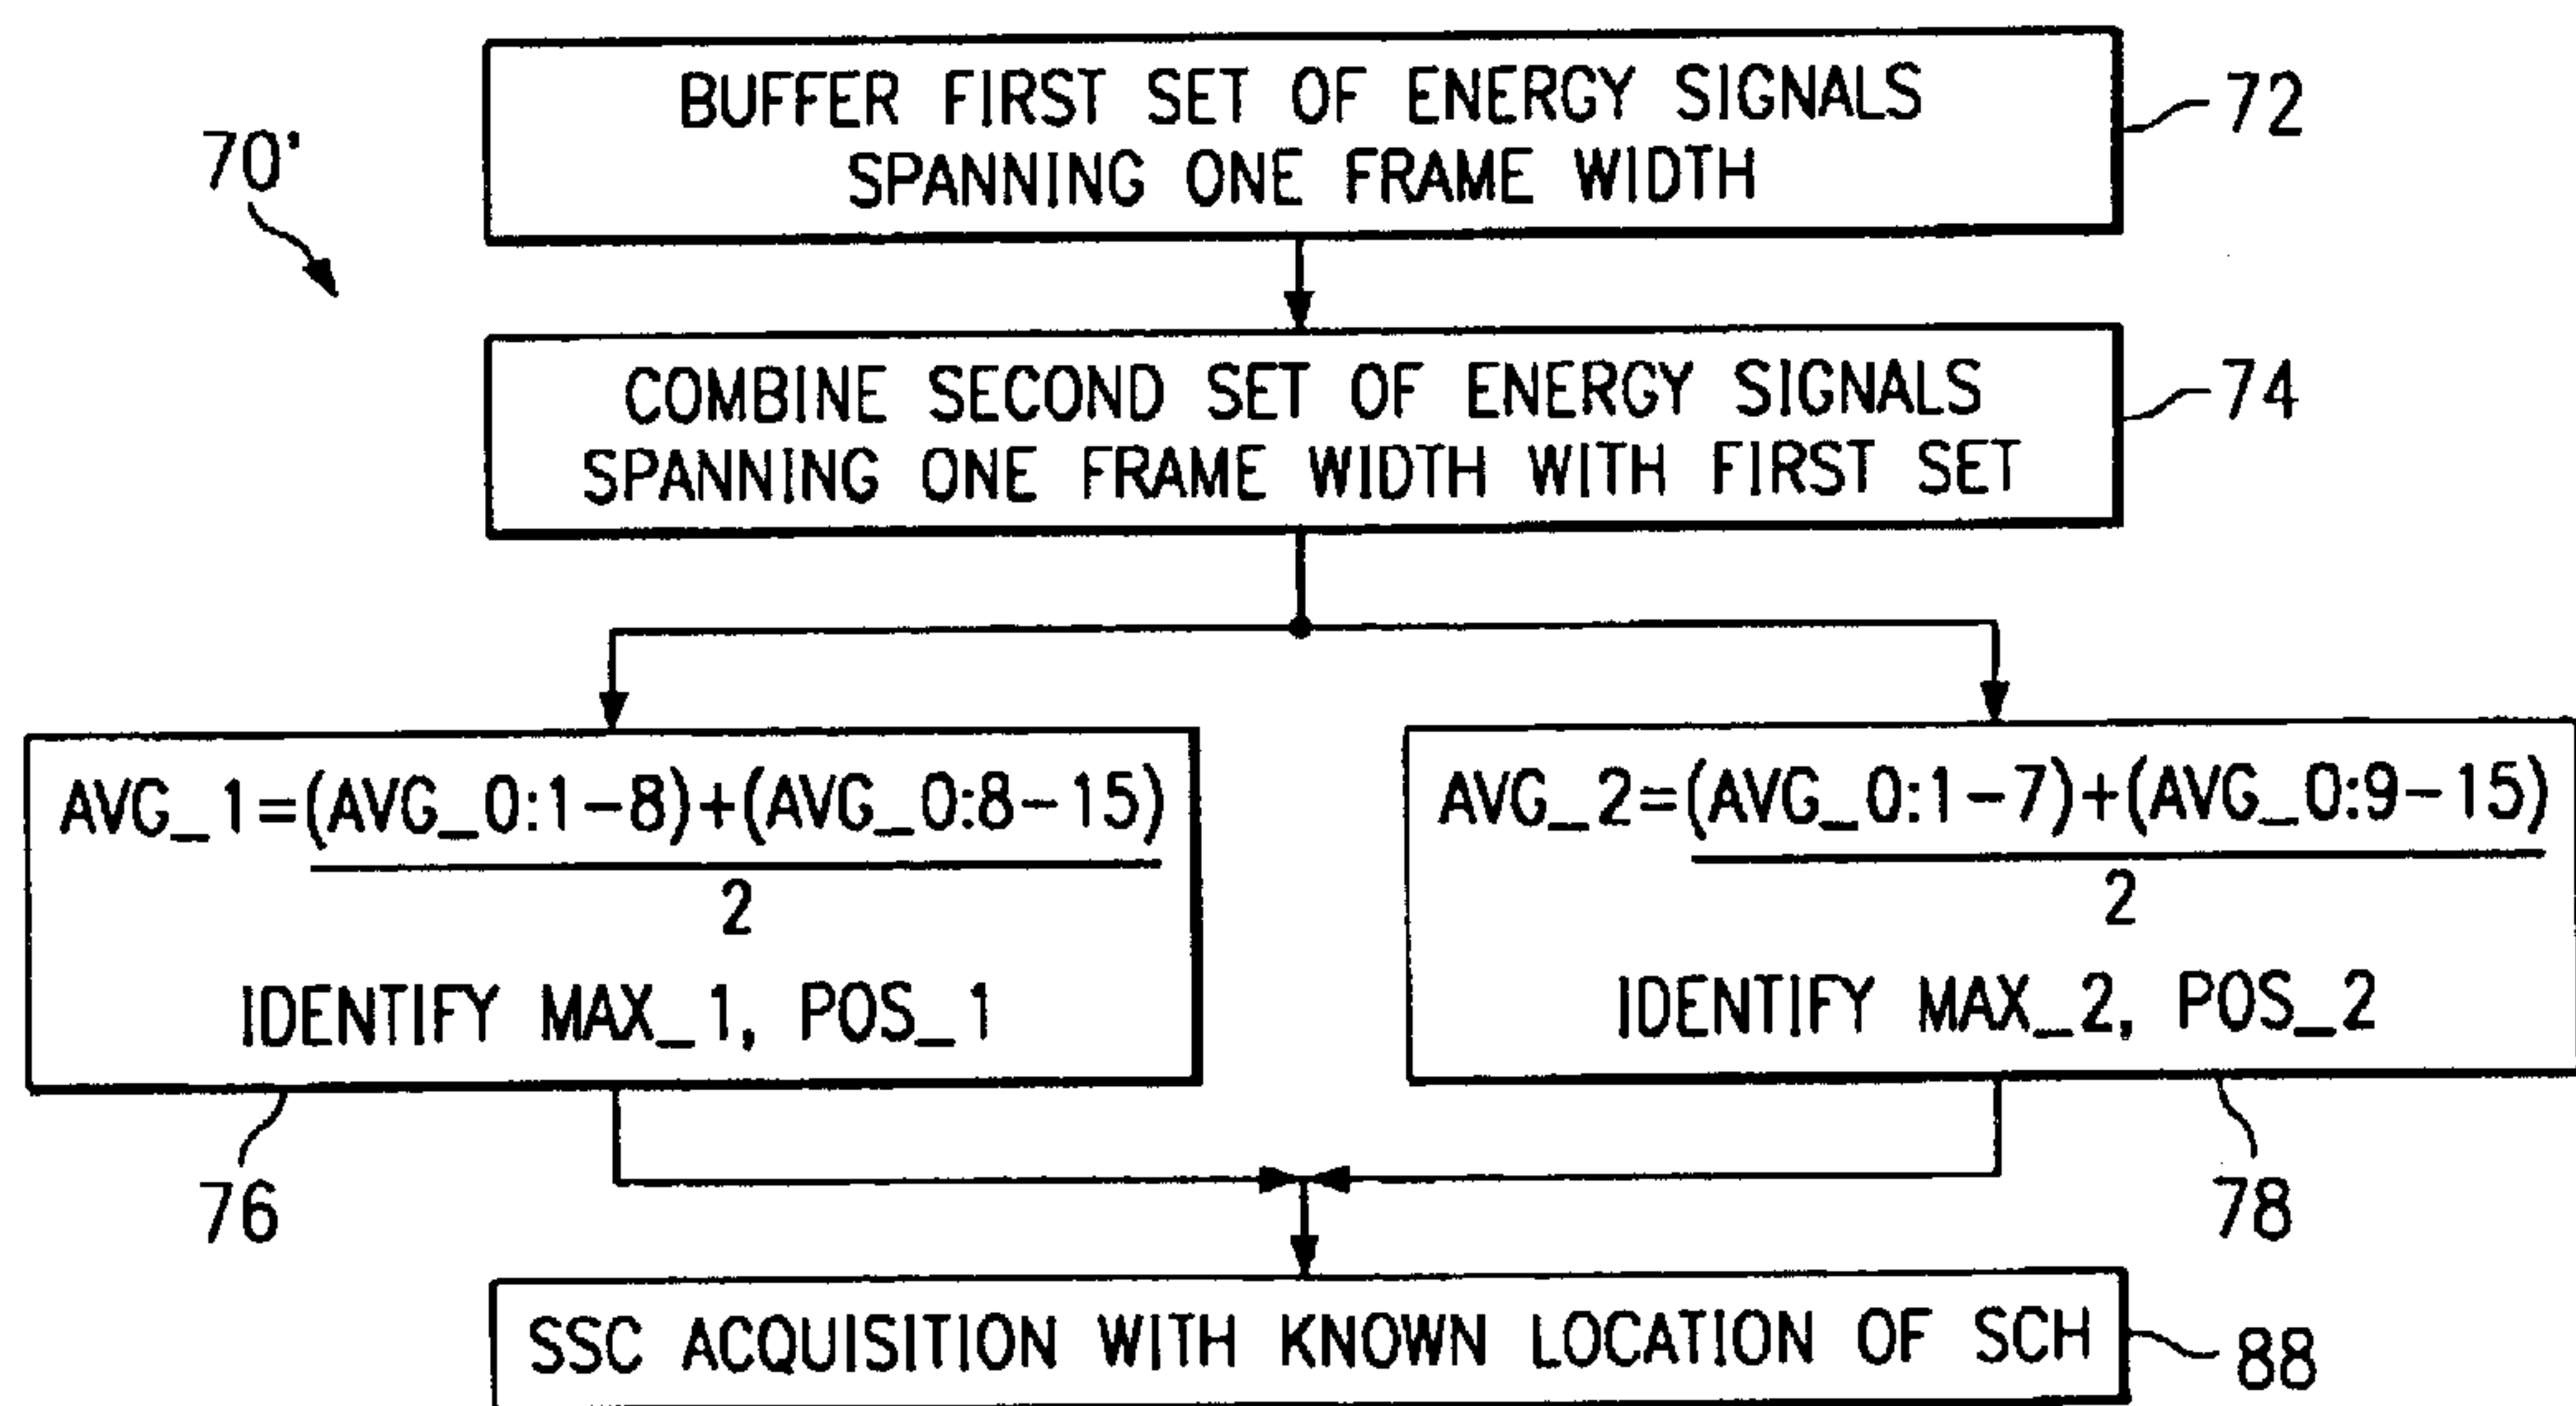 70'
BUFFER FIRST SET OF ENERGY SIGNALS
SPANNING ONE FRAME WIDTH
72
COMBINE SECOND SET OF ENERGY SIGNALS
SPANNING ONE FRAME WIDTH WITH FIRST SET
74
AVG_1=(AVG_0:1-8)+(AVG_0:8-15)
2
IDENTIFY MAX_1, POS_1
76
AVG_2=(AVG_0:1-7)+(AVG_0:9-15)
2
IDENTIFY MAX_2, POS_2
78
SSC ACQUISITION WITH KNOWN LOCATION OF SCH
88